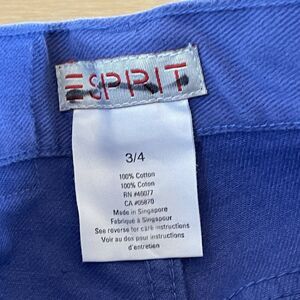 ESPRIT
3/4
100% Cotton
100% Coton
RN #46077
CA #05870
Made in Singapore
Fabriqué à Singapour
See reverse for care instructions
Voir au dos pour instructions
d'entretien